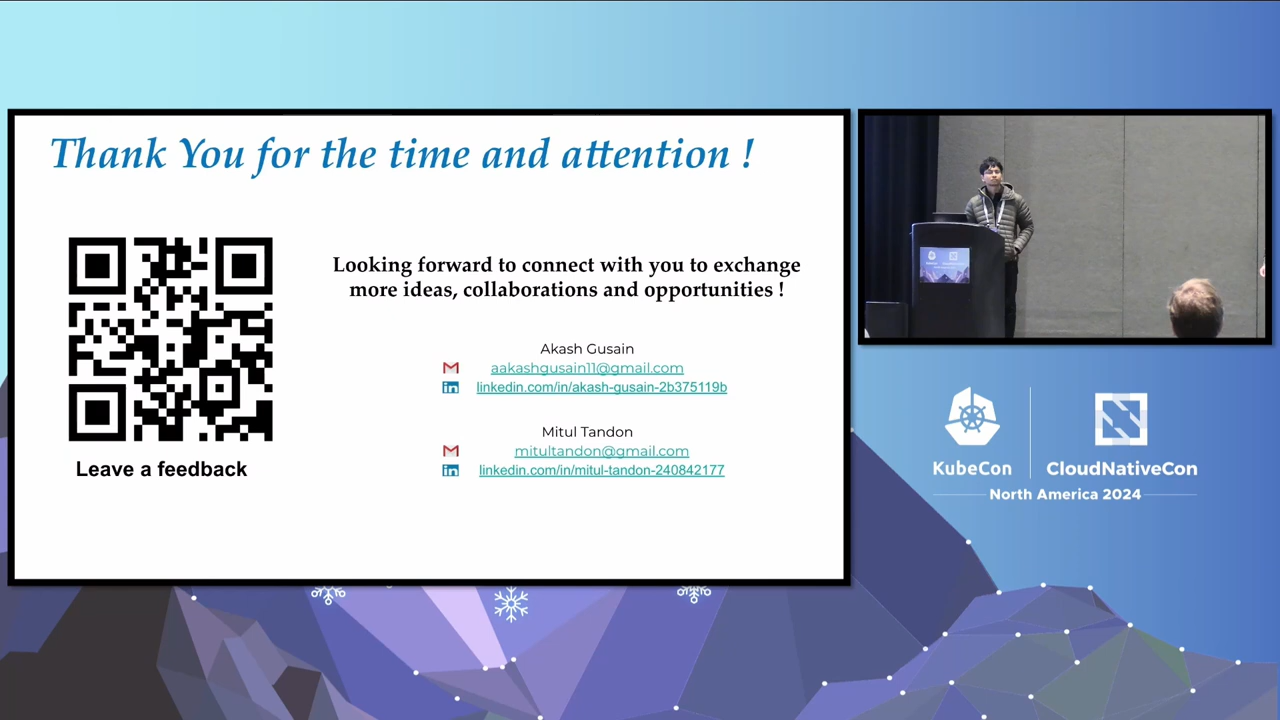 Thank You for the time and attention !
Looking forward to connect with you to exchange
more ideas, collaborations and opportunities !
Akash Gusain
aakashgusain11@gmail.com
linkedin.com/in/akash-gusain-2b375119b
Mitul Tandon
mitultandon@gmail.com
linkedin.com/in/mitul-tandon-240842177
Leave a feedback
KubeCon
CloudNativeCon
North America 2024